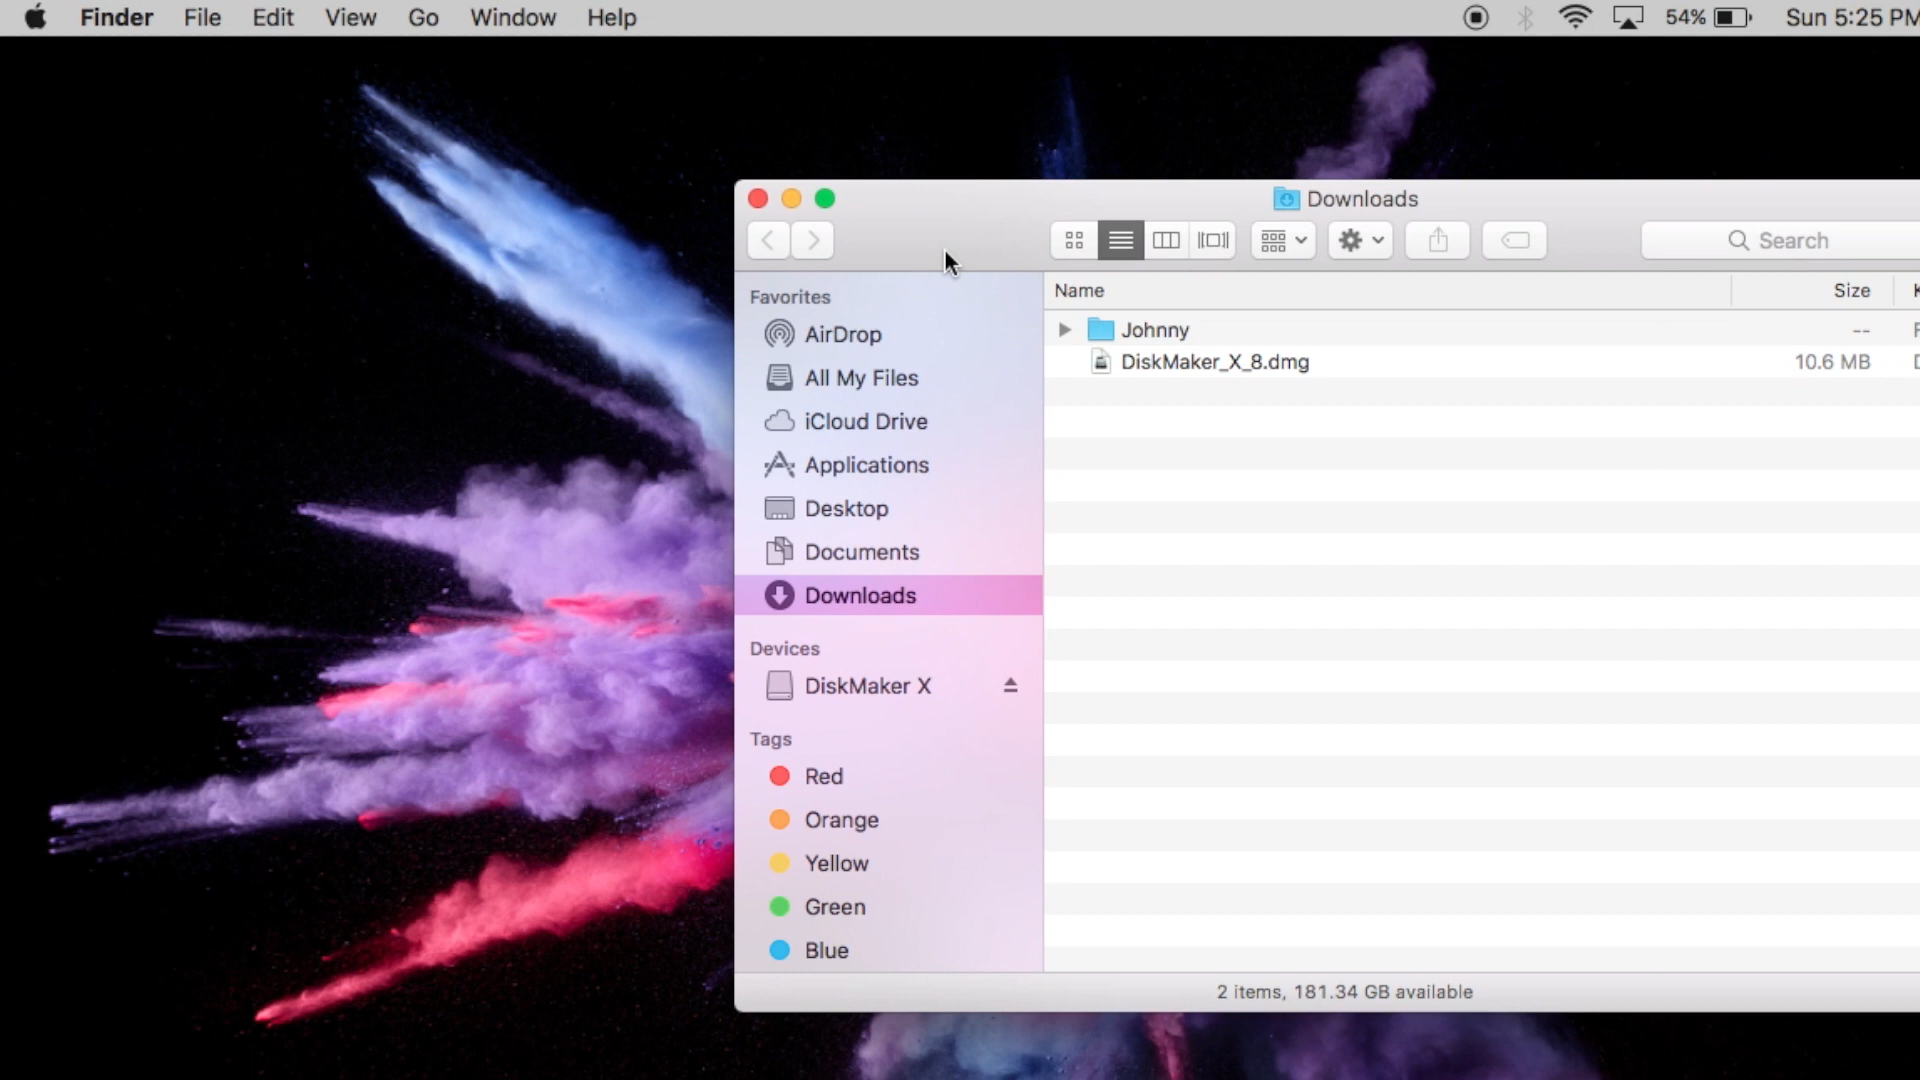 Finder File Edit View Go Window Help 54% Sun 5:25 PM
Downloads
Search
Favorites
AirDrop
All My Files
iCloud Drive
Applications
Desktop
Documents
Downloads
Devices
DiskMaker X
Tags
Red
Orange
Yellow
Green
Blue
Name Size
Johnny --
DiskMaker_X_8.dmg 10.6 MB
2 items, 181.34 GB available